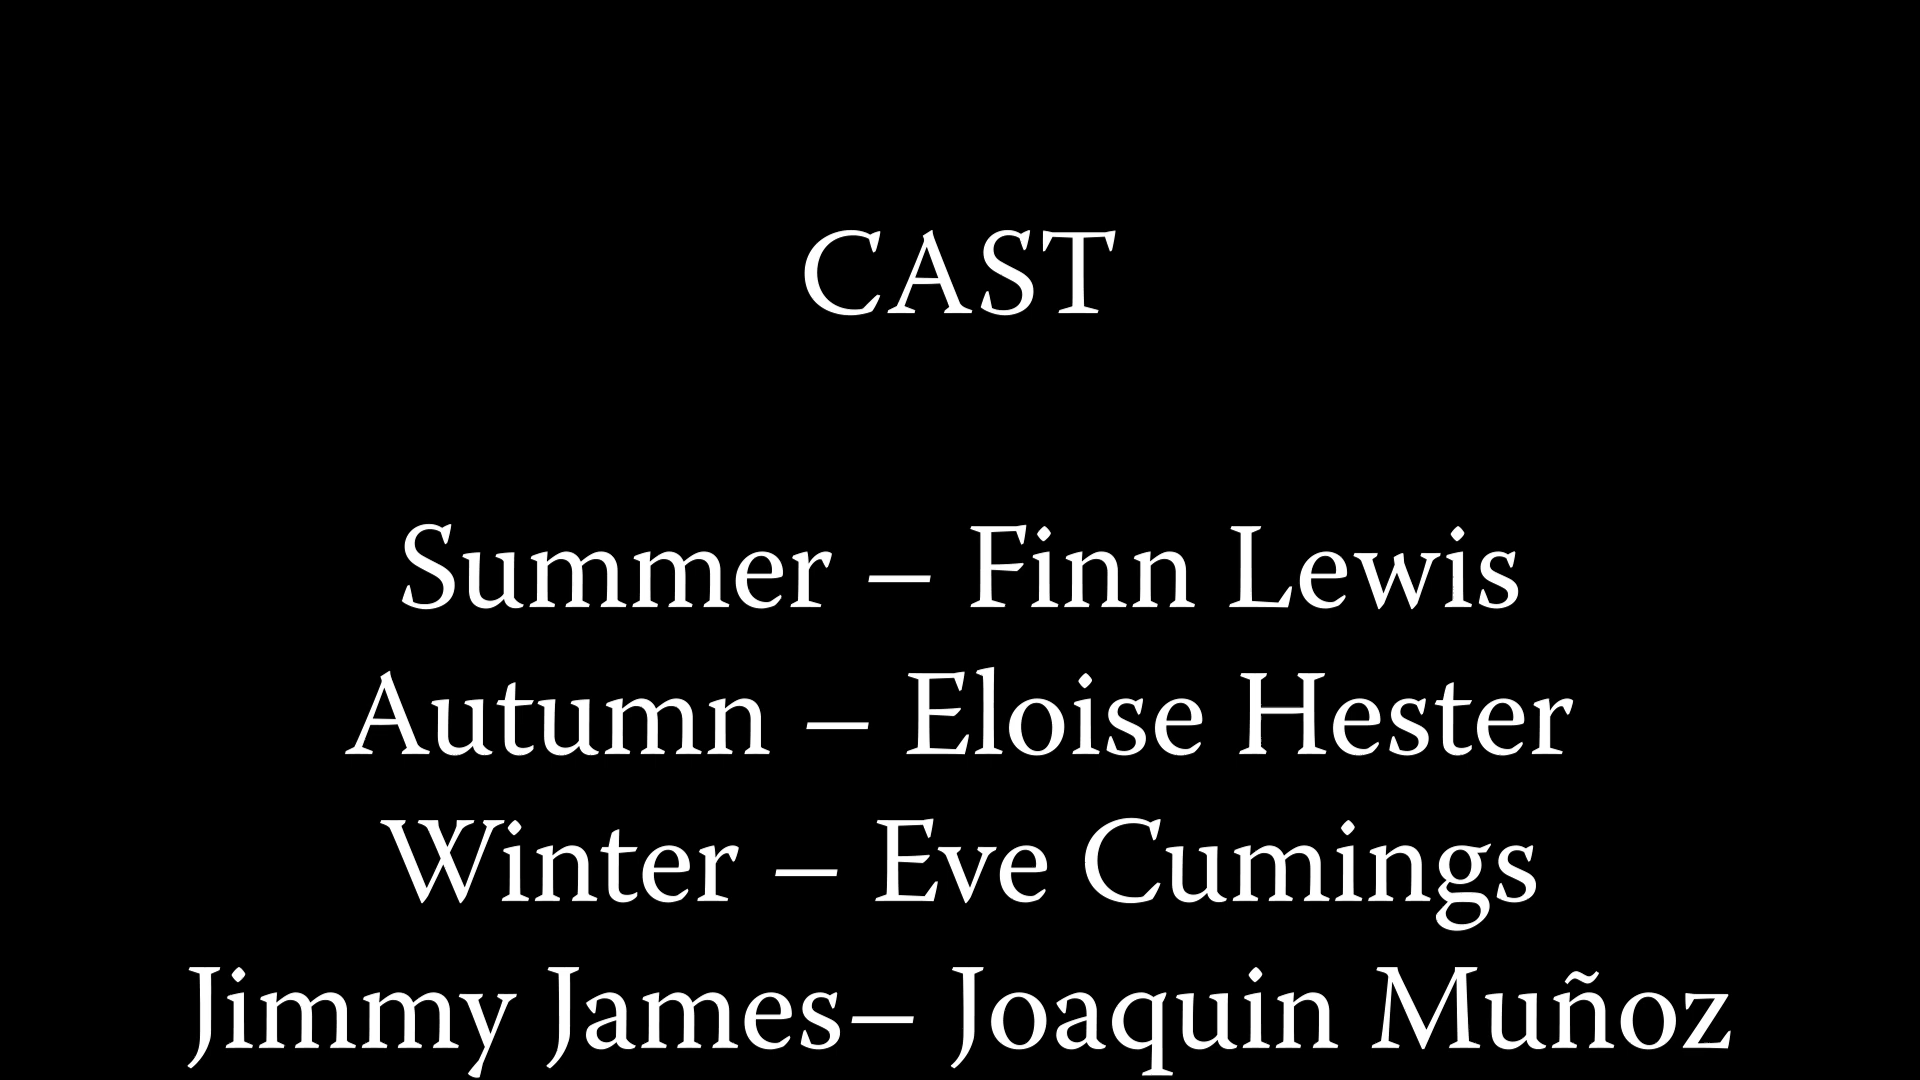 CAST
Summer – Finn Lewis
Autumn – Eloise Hester
Winter – Eve Cumings
Jimmy James– Joaquin Muñoz